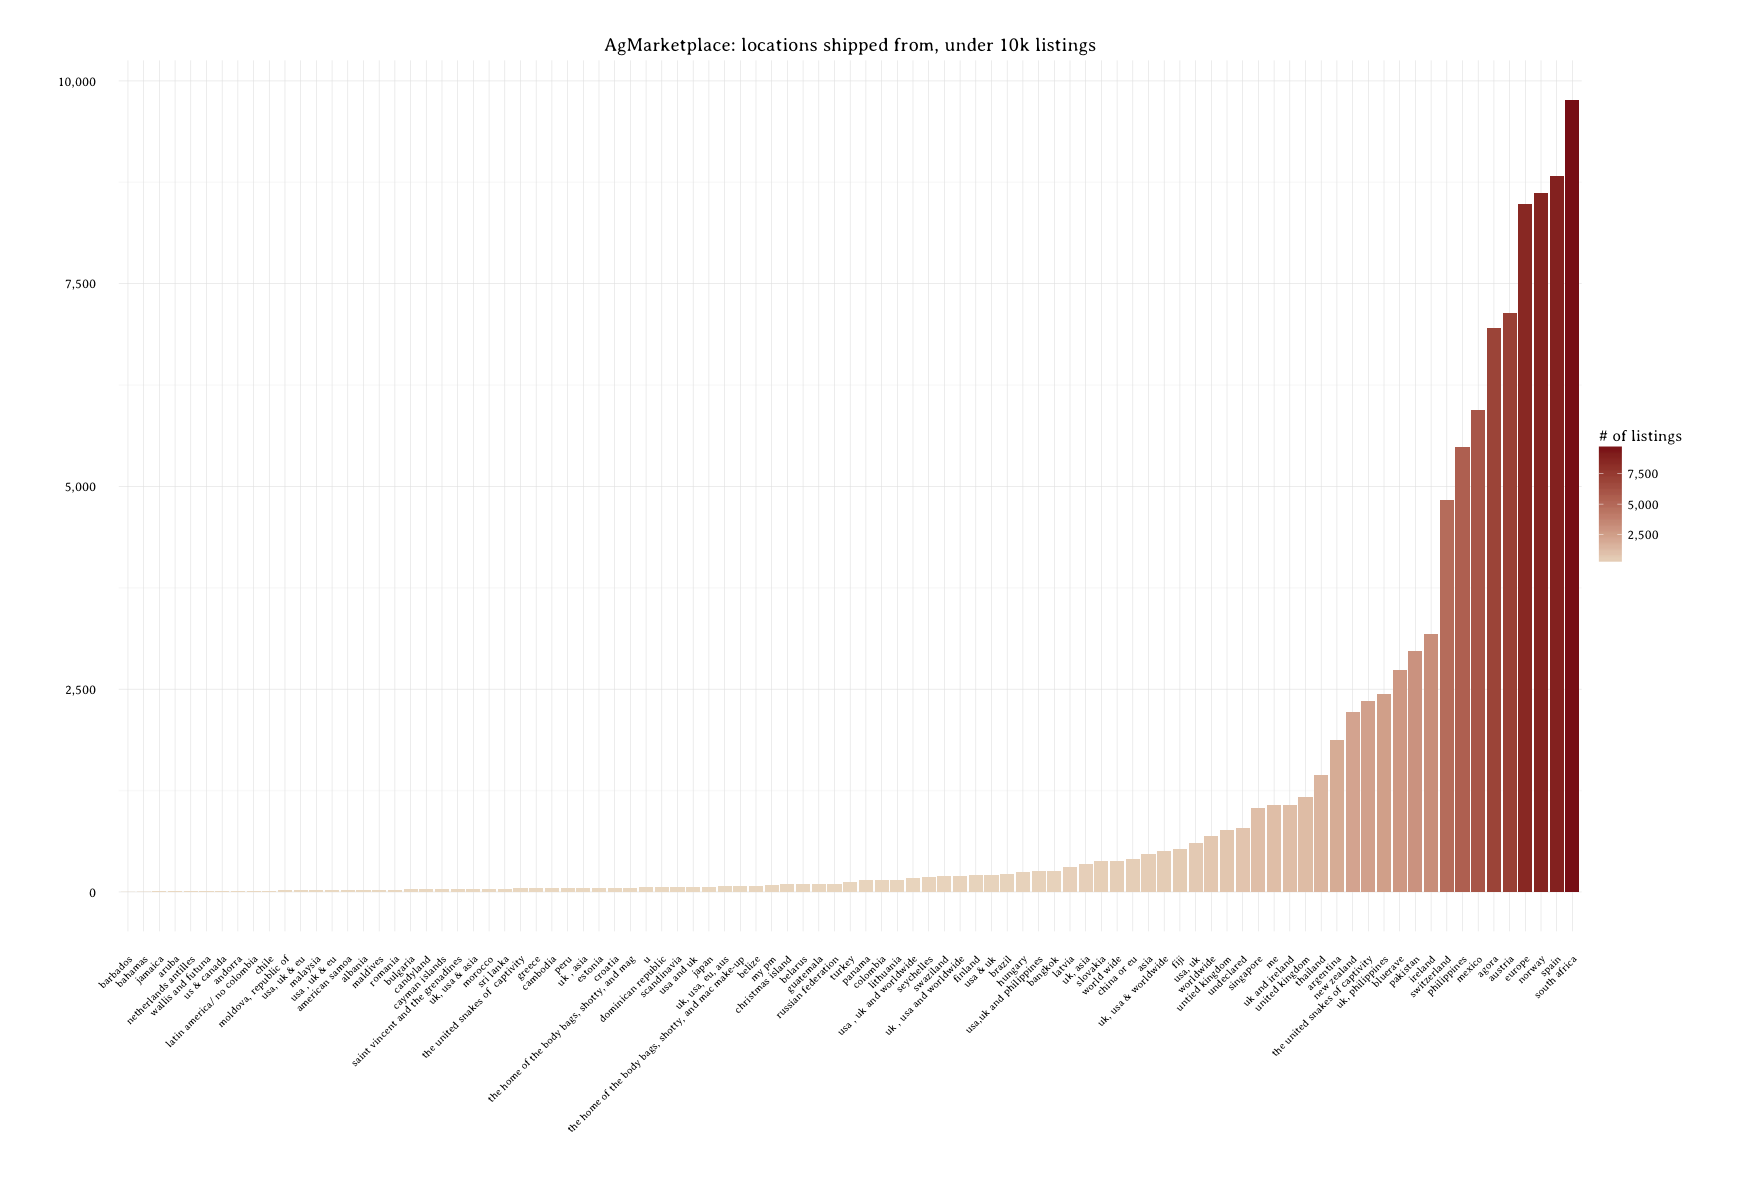 AgMarketplace: locations shipped from, under 10k listings
10,000
7,500
5,000
2,500
0
# of listings
7,500
5,000
2,500
barbados
bahamas
jamaica
aruba
netherlands antilles
wallis and futuna
us & canada
andorra
latin america/ no colombia
chile
moldova, republic of
usa, uk & eu
malaysia
usa , uk & eu
american samoa
albania
maldives
romania
bulgaria
candyland
cayman islands
saint vincent and the grenadines
uk, usa & asia
morocco
sri lanka
the united snakes of captivity
greece
cambodia
peru
uk , asia
estonia
croatia
the home of the body bags, shotty, and mag
u
dominican republic
scandinavia
usa and uk
japan
uk, usa, eu, aus
the home of the body bags, shotty, and mac make-up
belize
my pm
christmas island
belarus
guatemala
russian federation
turkey
panama
colombia
lithuania
usa , uk and worldwide
seychelles
swaziland
uk , usa and worldwide
finland
usa & uk
brazil
hungary
usa,uk and philippines
bangkok
latvia
uk, asia
slovakia
world wide
china or eu
asia
uk, usa & worldwide
fiji
usa, uk
worldwide
untied kingdom
undeclared
singapore
me
uk and ireland
united kingdom
thailand
argentina
new zealand
the united snakes of captivity
uk, philippines
bluerave
pakistan
ireland
switzerland
philippines
mexico
agora
austria
europe
norway
spain
south africa